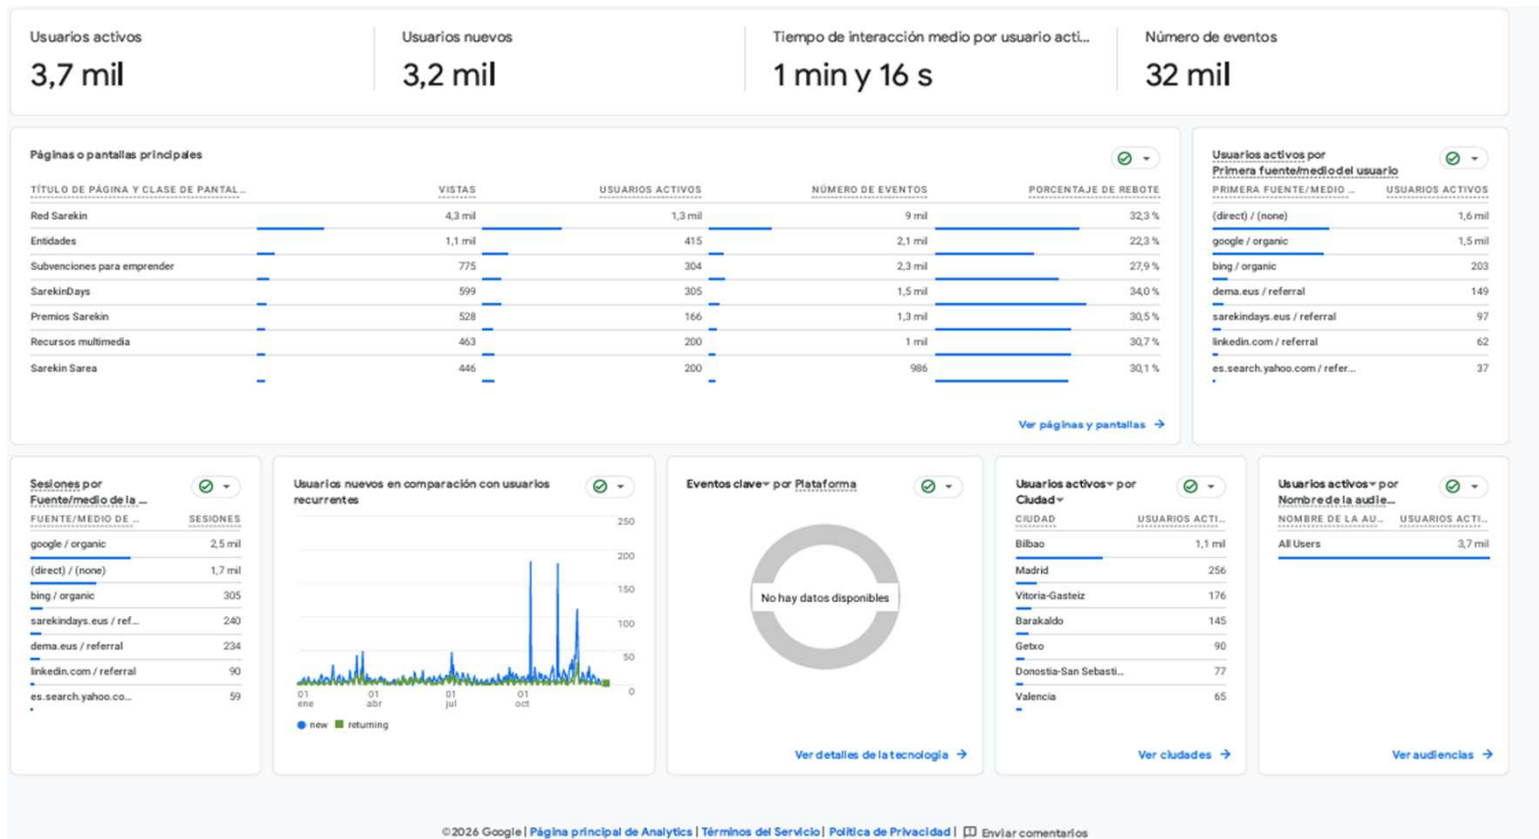 Usuarios activos
3,7 mil
Usuarios nuevos
3,2 mil
Tiempo de interacción medio por usuario acti...
1 min y 16 s
Número de eventos
32 mil
Páginas o pantallas principales
TÍTULO DE PÁGINA Y CLASE DE PANTAL... VISTAS USUARIOS ACTIVOS NÚMERO DE EVENTOS PORCENTAJE DE REBOTE
Red Sarekin 4,3 mil 1,3 mil 9 mil 32,3 %
Entidades 1,1 mil 415 2,1 mil 22,3 %
Subvenciones para emprender 775 304 2,3 mil 27,9 %
SarekinDays 599 305 1,5 mil 34,0 %
Premios Sarekin 528 166 1,3 mil 30,5 %
Recursos multimedia 463 200 1 mil 30,7 %
Sarekin Sarea 446 200 986 30,1 %
Ver páginas y pantallas
Usuarios activos por
Primera fuente/medio del usuario
PRIMERA FUENTE/MEDIO ... USUARIOS ACTIVOS
(direct) / (none) 1,6 mil
google / organic 1,5 mil
bing / organic 203
dema.eus / referral 149
sarekindays.eus / referral 97
linkedin.com / referral 62
es.search.yahoo.com / refer... 37
Sesiones por
Fuente/medio de la ...
FUENTE/MEDIO DE ... SESIONES
google / organic 2,5 mil
(direct) / (none) 1,7 mil
bing / organic 305
sarekindays.eus / ref... 240
dema.eus / referral 234
linkedin.com / referral 90
es.search.yahoo.co... 59
Usuarios nuevos en comparación con usuarios
recurrentes
250
200
150
100
50
0
01 01 01 01
ene abr jul oct
new returning
Eventos clave por Plataforma
No hay datos disponibles
Ver detalles de la tecnología
Usuarios activos por
Ciudad
CIUDAD USUARIOS ACTI...
Bilbao 1,1 mil
Madrid 256
Vitoria-Gasteiz 176
Barakaldo 145
Getxo 90
Donostia-San Sebasti... 77
Valencia 65
Ver ciudades
Usuarios activos por
Nombre de la audie...
NOMBRE DE LA AU... USUARIOS ACTI...
All Users 3,7 mil
Ver audiencias
©2026 Google | Página principal de Analytics | Términos del Servicio | Política de Privacidad | Enviar comentarios